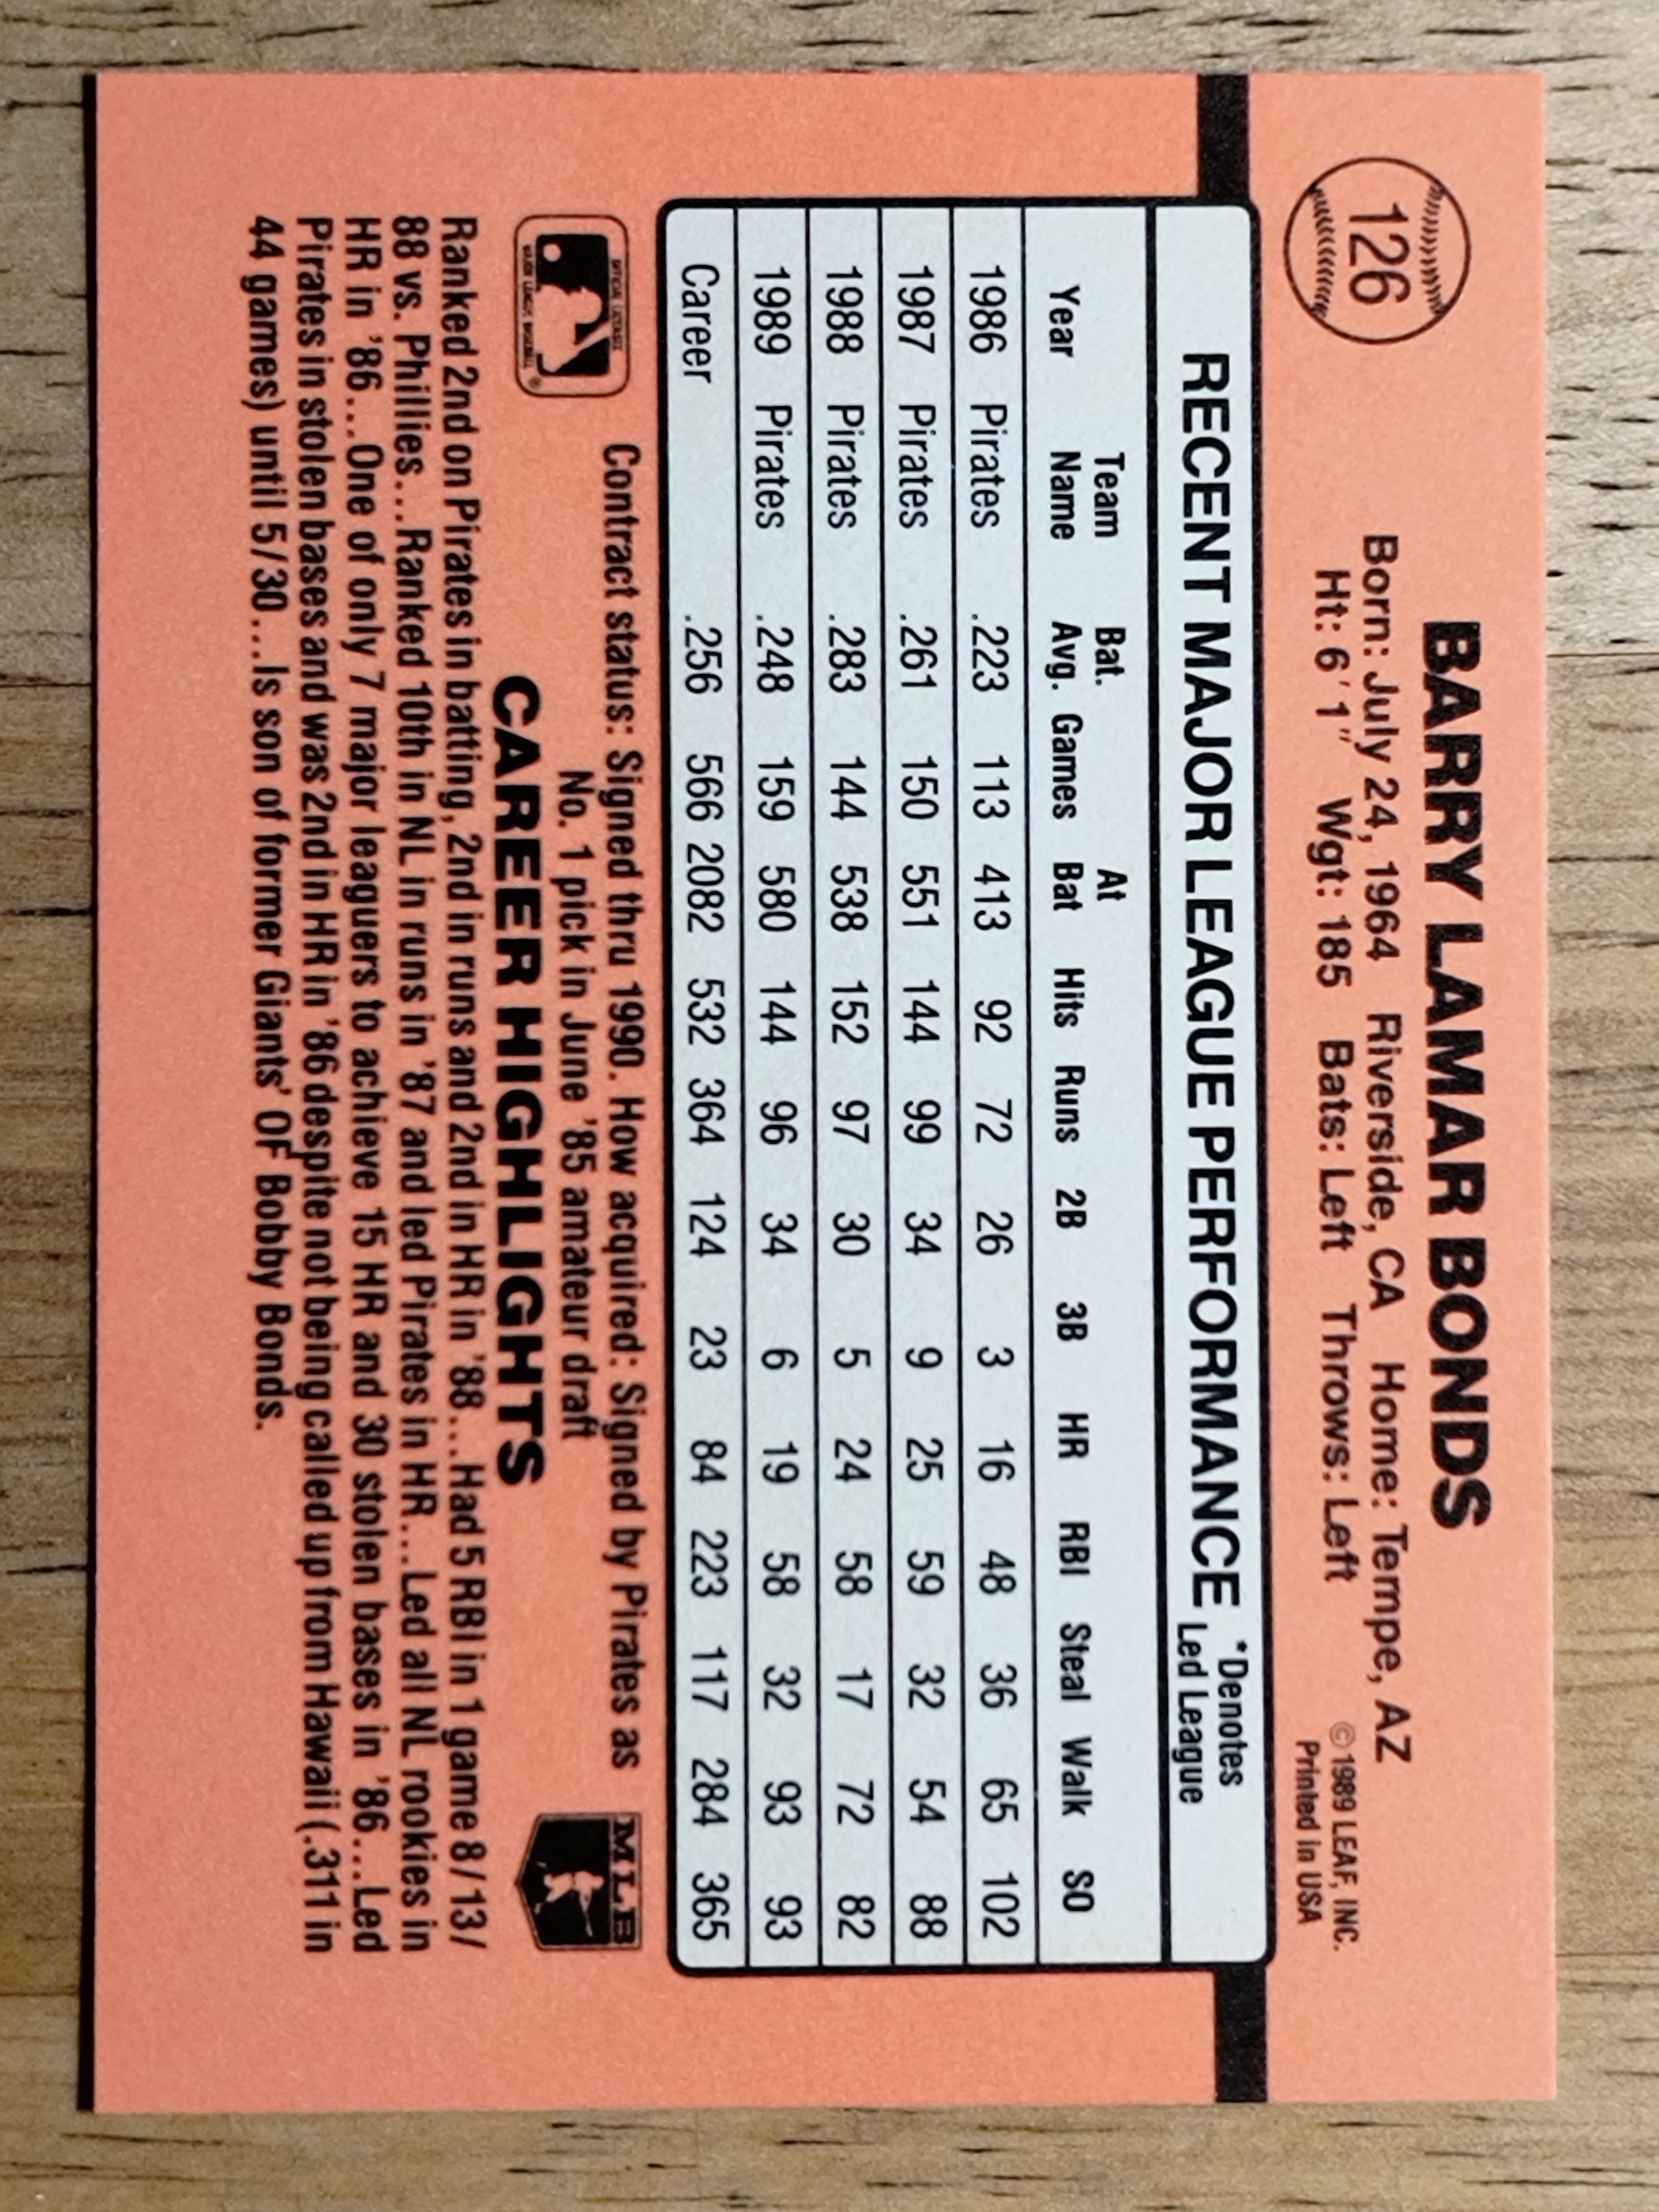 126
BARRY LAMAR BONDS
Born: July 24, 1964 Riverside, CA Home: Tempe, AZ
Ht: 6' 1" Wgt: 185 Bats: Left Throws: Left
© 1989 LEAF, INC.
Printed in USA
RECENT MAJOR LEAGUE PERFORMANCE
*Denotes
Led League
Year Team Name Bat. Avg. Games At Bat Hits Runs 2B 3B HR RBI Steal Walk SO
1986 Pirates .223 113 413 92 72 26 3 16 48 36 65 102
1987 Pirates .261 150 551 144 99 34 9 25 59 32 54 88
1988 Pirates .283 144 538 152 97 30 5 24 58 17 72 82
1989 Pirates .248 159 580 144 96 34 6 19 58 32 93 93
Career .256 566 2082 532 364 124 23 84 223 117 284 365
OFFICIAL LICENSEE
MAJOR LEAGUE BASEBALL
®
Contract status: Signed thru 1990. How acquired: Signed by Pirates as
No. 1 pick in June '85 amateur draft
MLB
CAREER HIGHLIGHTS
Ranked 2nd on Pirates in batting, 2nd in runs and 2nd in HR in '88...Had 5 RBI in 1 game 8/13/
88 vs. Phillies...Ranked 10th in NL in runs in '87 and led Pirates in HR...Led all NL rookies in
HR in '86...One of only 7 major leaguers to achieve 15 HR and 30 stolen bases in '86...Led
Pirates in stolen bases and was 2nd in HR in '86 despite not being called up from Hawaii (.311 in
44 games) until 5/30...Is son of former Giants' OF Bobby Bonds.